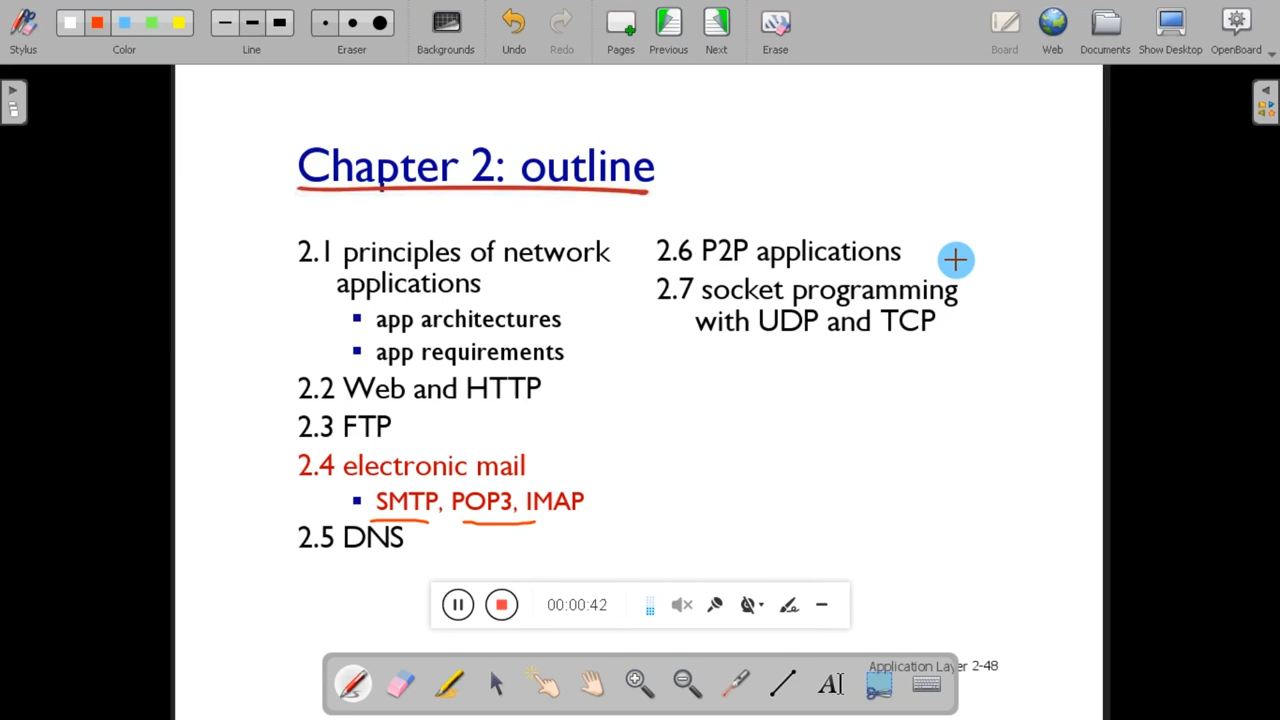 Stylus
Color
Line
Eraser
Backgrounds
Undo
Redo
Pages
Previous
Next
Erase
Board
Web
Documents
Show Desktop
OpenBoard
Chapter 2: outline
2.1 principles of network
applications
app architectures
app requirements
2.2 Web and HTTP
2.3 FTP
2.4 electronic mail
SMTP, POP3, IMAP
2.5 DNS
2.6 P2P applications
2.7 socket programming
with UDP and TCP
00:00:42
Application Layer 2-48